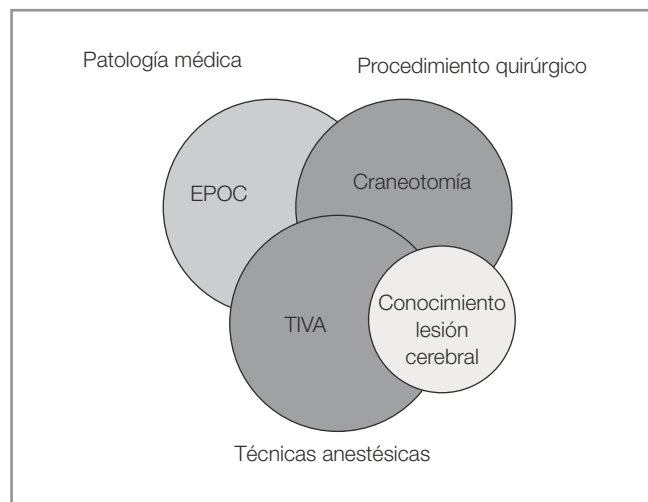 Patología médica
Procedimiento quirúrgico
EPOC
Craneotomía
TIVA
Conocimiento
lesión
cerebral
Técnicas anestésicas